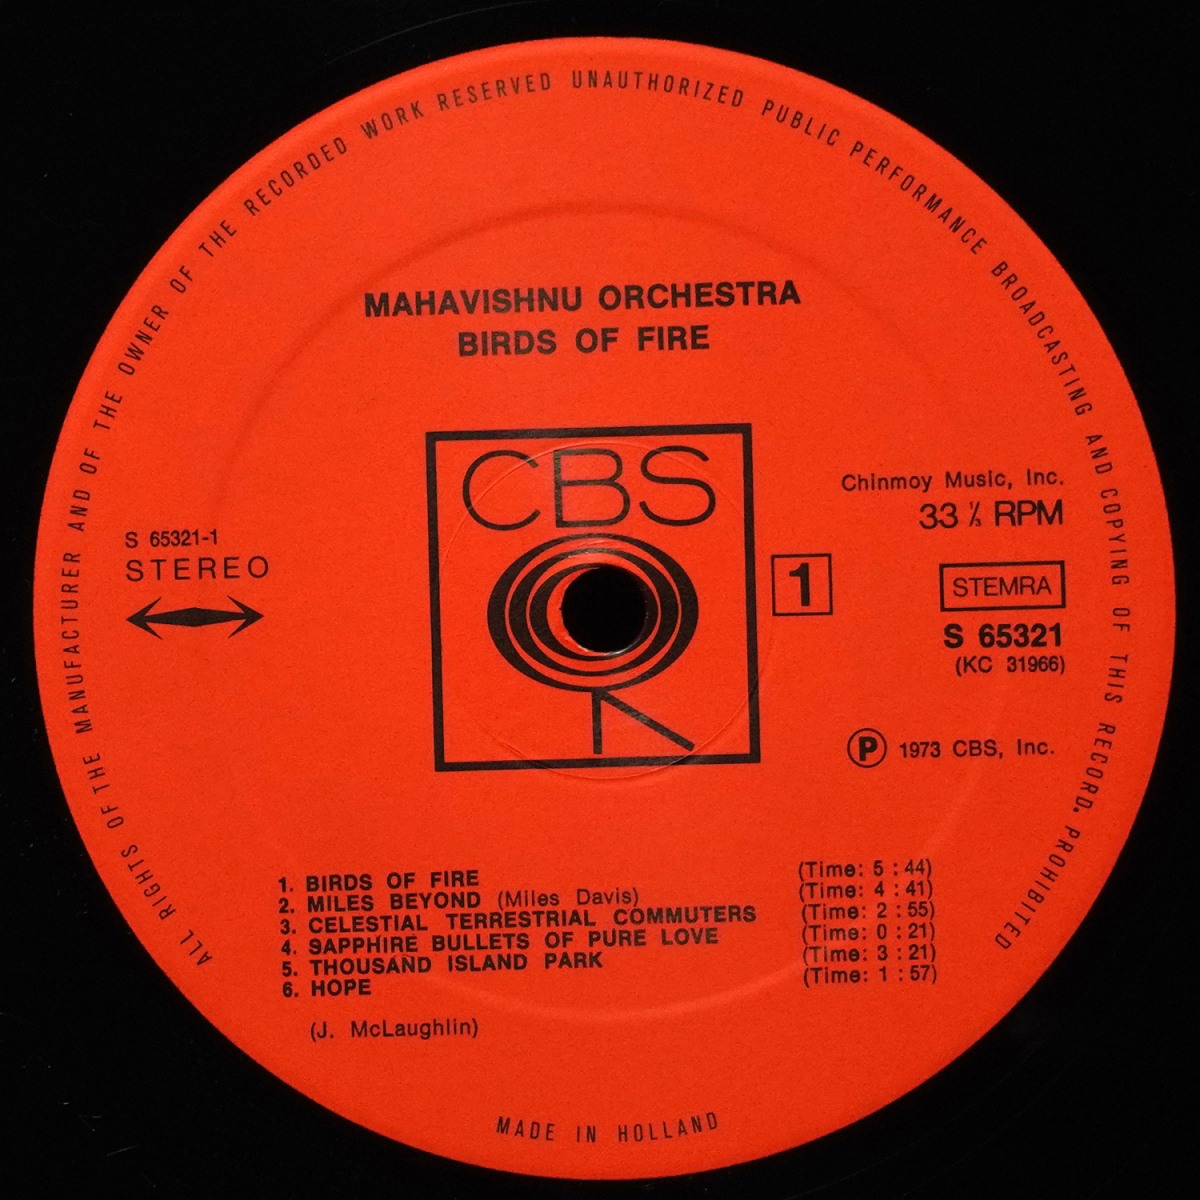 ALL RIGHTS OF THE MANUFACTURER AND OF THE OWNER OF THE RECORDED WORK RESERVED UNAUTHORIZED PUBLIC PERFORMANCE BROADCASTING AND COPYING OF THIS RECORD. PROHIBITED
MAHAVISHNU ORCHESTRA
BIRDS OF FIRE
CBS
S 65321-1
STEREO
1
Chinmoy Music, Inc.
33 ⅓ RPM
STEMRA
S 65321
(KC 31966)
Ⓟ 1973 CBS, Inc.
1. BIRDS OF FIRE (Time: 5 : 44)
2. MILES BEYOND (Miles Davis) (Time: 4 : 41)
3. CELESTIAL TERRESTRIAL COMMUTERS (Time: 2 : 55)
4. SAPPHIRE BULLETS OF PURE LOVE (Time: 0 : 21)
5. THOUSAND ISLAND PARK (Time: 3 : 21)
6. HOPE (Time: 1 : 57)
(J. McLaughlin)
MADE IN HOLLAND